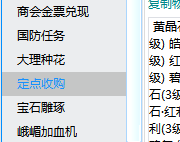 商会金票兑现
国防任务
大理种花
定点收购
宝石雕琢
峨嵋加血机
复制物
黄晶石
级) 皓
级) 红
级) 碧
石(3级
石·红利
利(3级